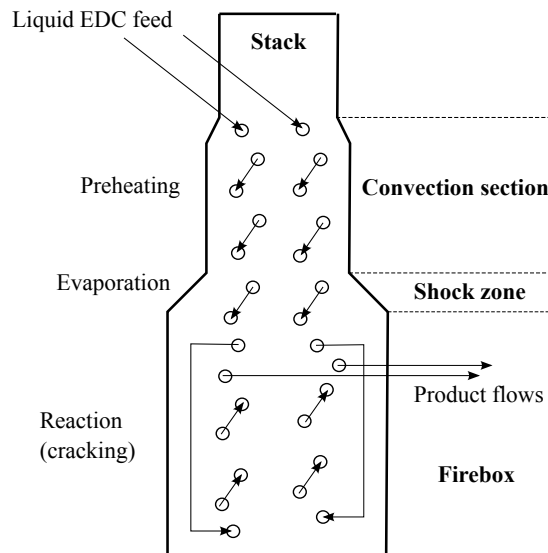 Liquid EDC feed
Stack
Preheating
Convection section
Evaporation
Shock zone
Product flows
Reaction
(cracking)
Firebox